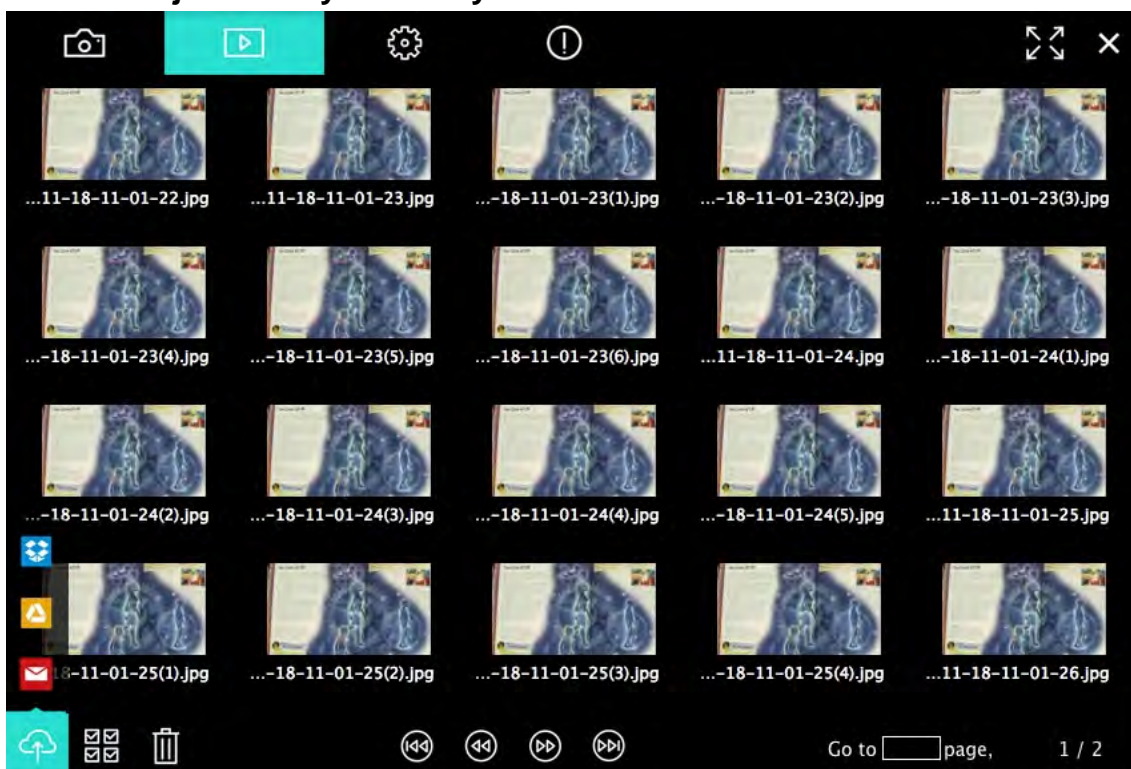 ...11-18-11-01-22.jpg ...11-18-11-01-23.jpg ...-18-11-01-23(1).jpg ...-18-11-01-23(2).jpg ...-18-11-01-23(3).jpg
...-18-11-01-23(4).jpg ...-18-11-01-23(5).jpg ...-18-11-01-23(6).jpg ...11-18-11-01-24.jpg ...-18-11-01-24(1).jpg
...-18-11-01-24(2).jpg ...-18-11-01-24(3).jpg ...-18-11-01-24(4).jpg ...-18-11-01-24(5).jpg ...11-18-11-01-25.jpg
18-11-01-25(1).jpg ...-18-11-01-25(2).jpg ...-18-11-01-25(3).jpg ...-18-11-01-25(4).jpg ...11-18-11-01-26.jpg
Go to page, 1 / 2